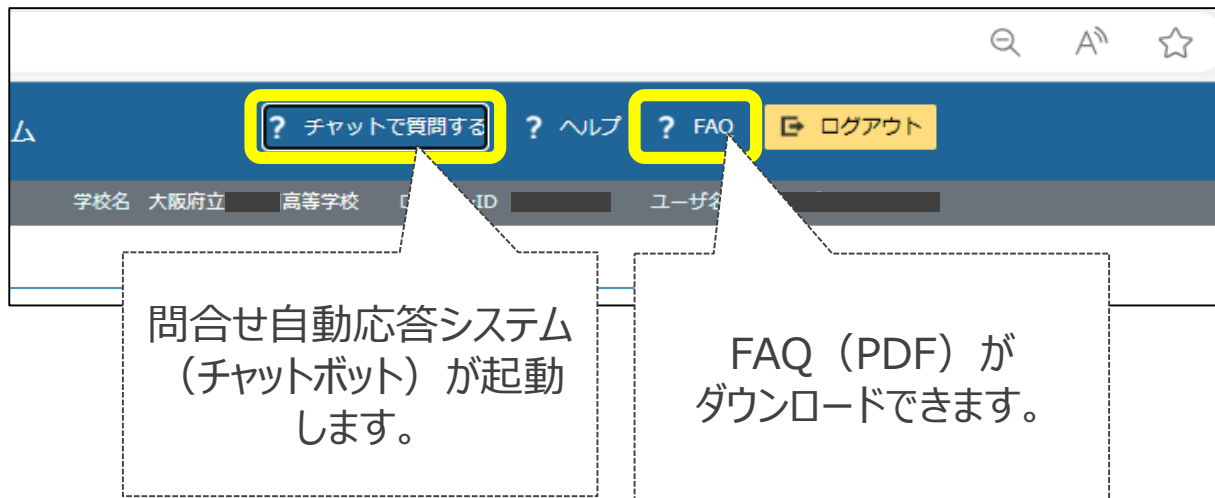 ム
? チャットで質問する
? ヘルプ
? FAQ
ログアウト
学校名 大阪府立 高等学校 ID ユーザ名
問合せ自動応答システム
（チャットボット）が起動
します。
FAQ（PDF）が
ダウンロードできます。